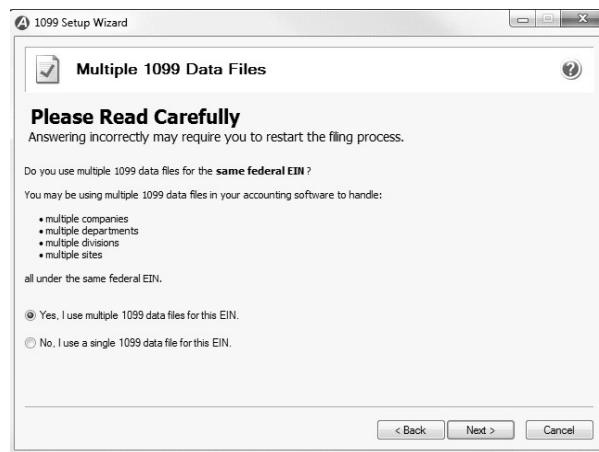 1099 Setup Wizard
Multiple 1099 Data Files
Please Read Carefully
Answering incorrectly may require you to restart the filing process.
Do you use multiple 1099 data files for the same federal EIN ?
You may be using multiple 1099 data files in your accounting software to handle:
• multiple companies
• multiple departments
• multiple divisions
• multiple sites
all under the same federal EIN.
Yes, I use multiple 1099 data files for this EIN.
No, I use a single 1099 data file for this EIN.
< Back Next > Cancel